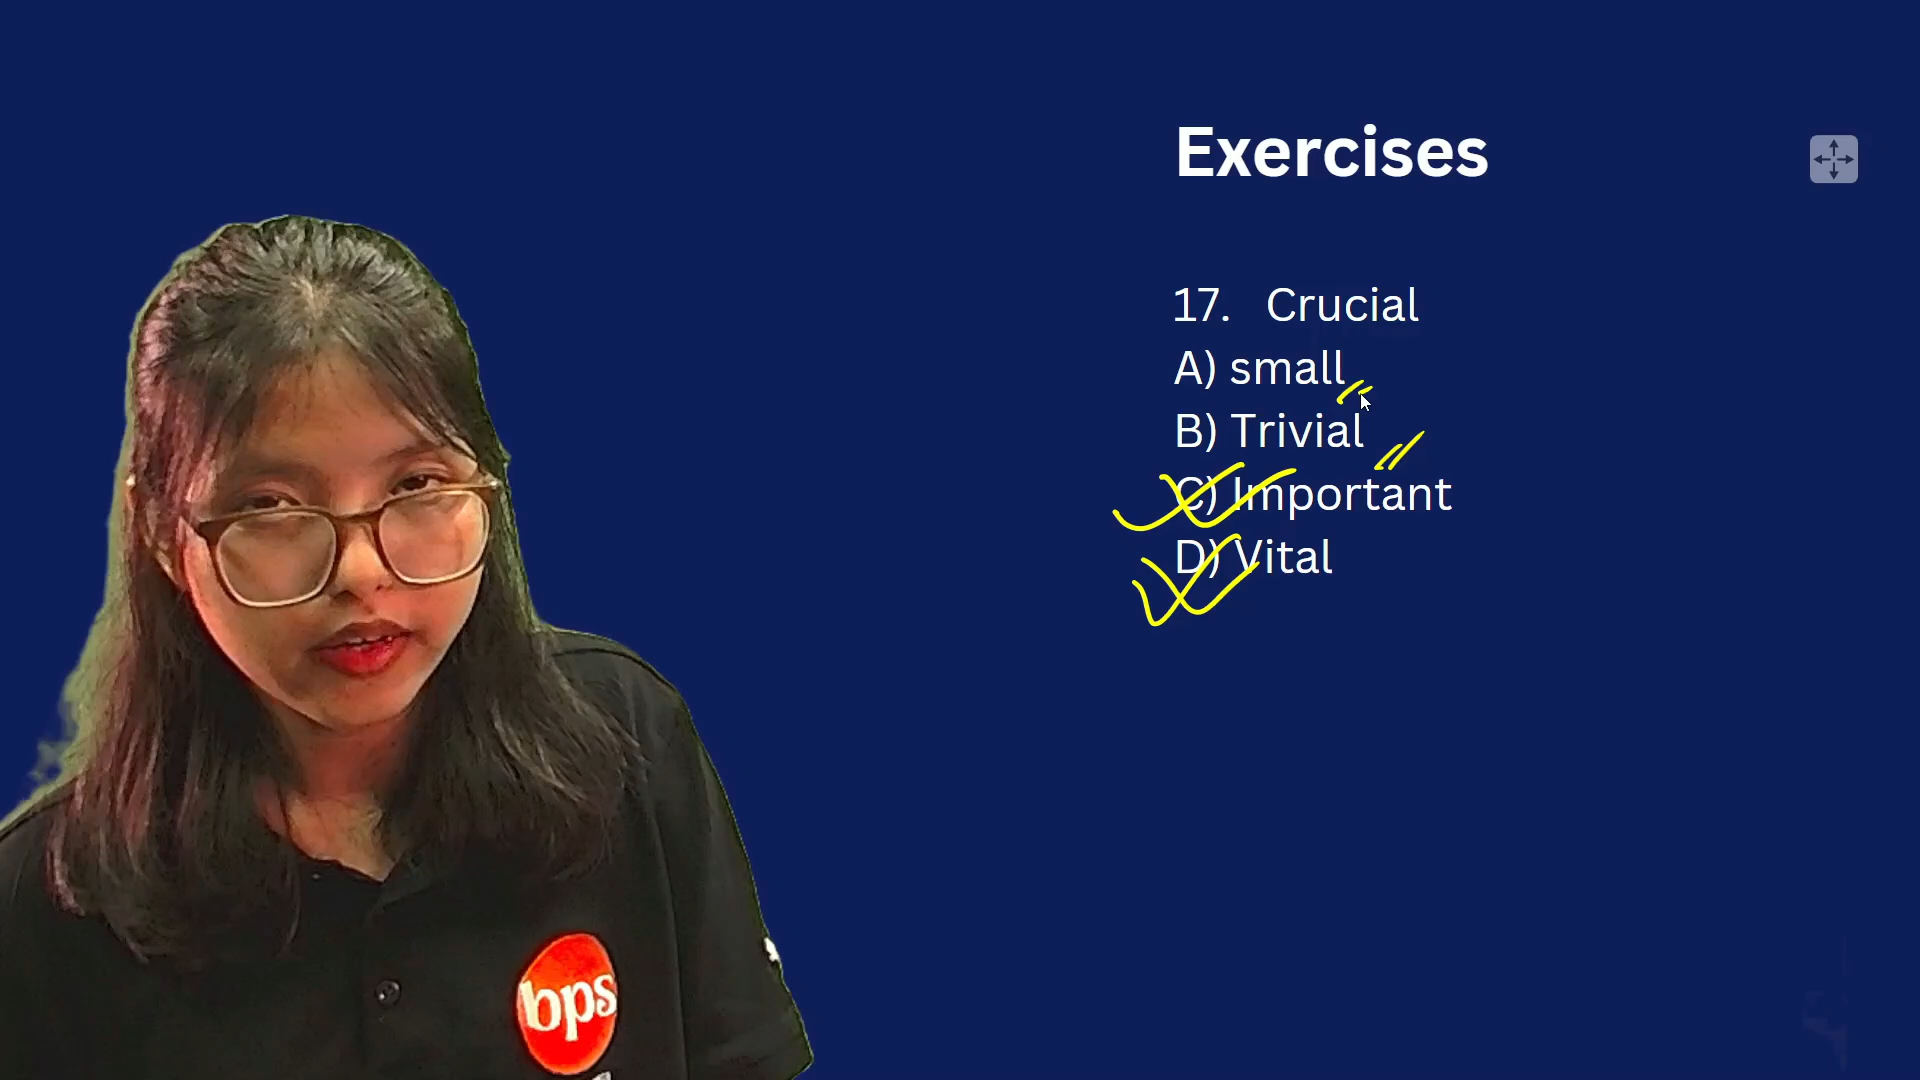 Exercises
17. Crucial
A) small
B) Trivial
C) Important
D) Vital
bps